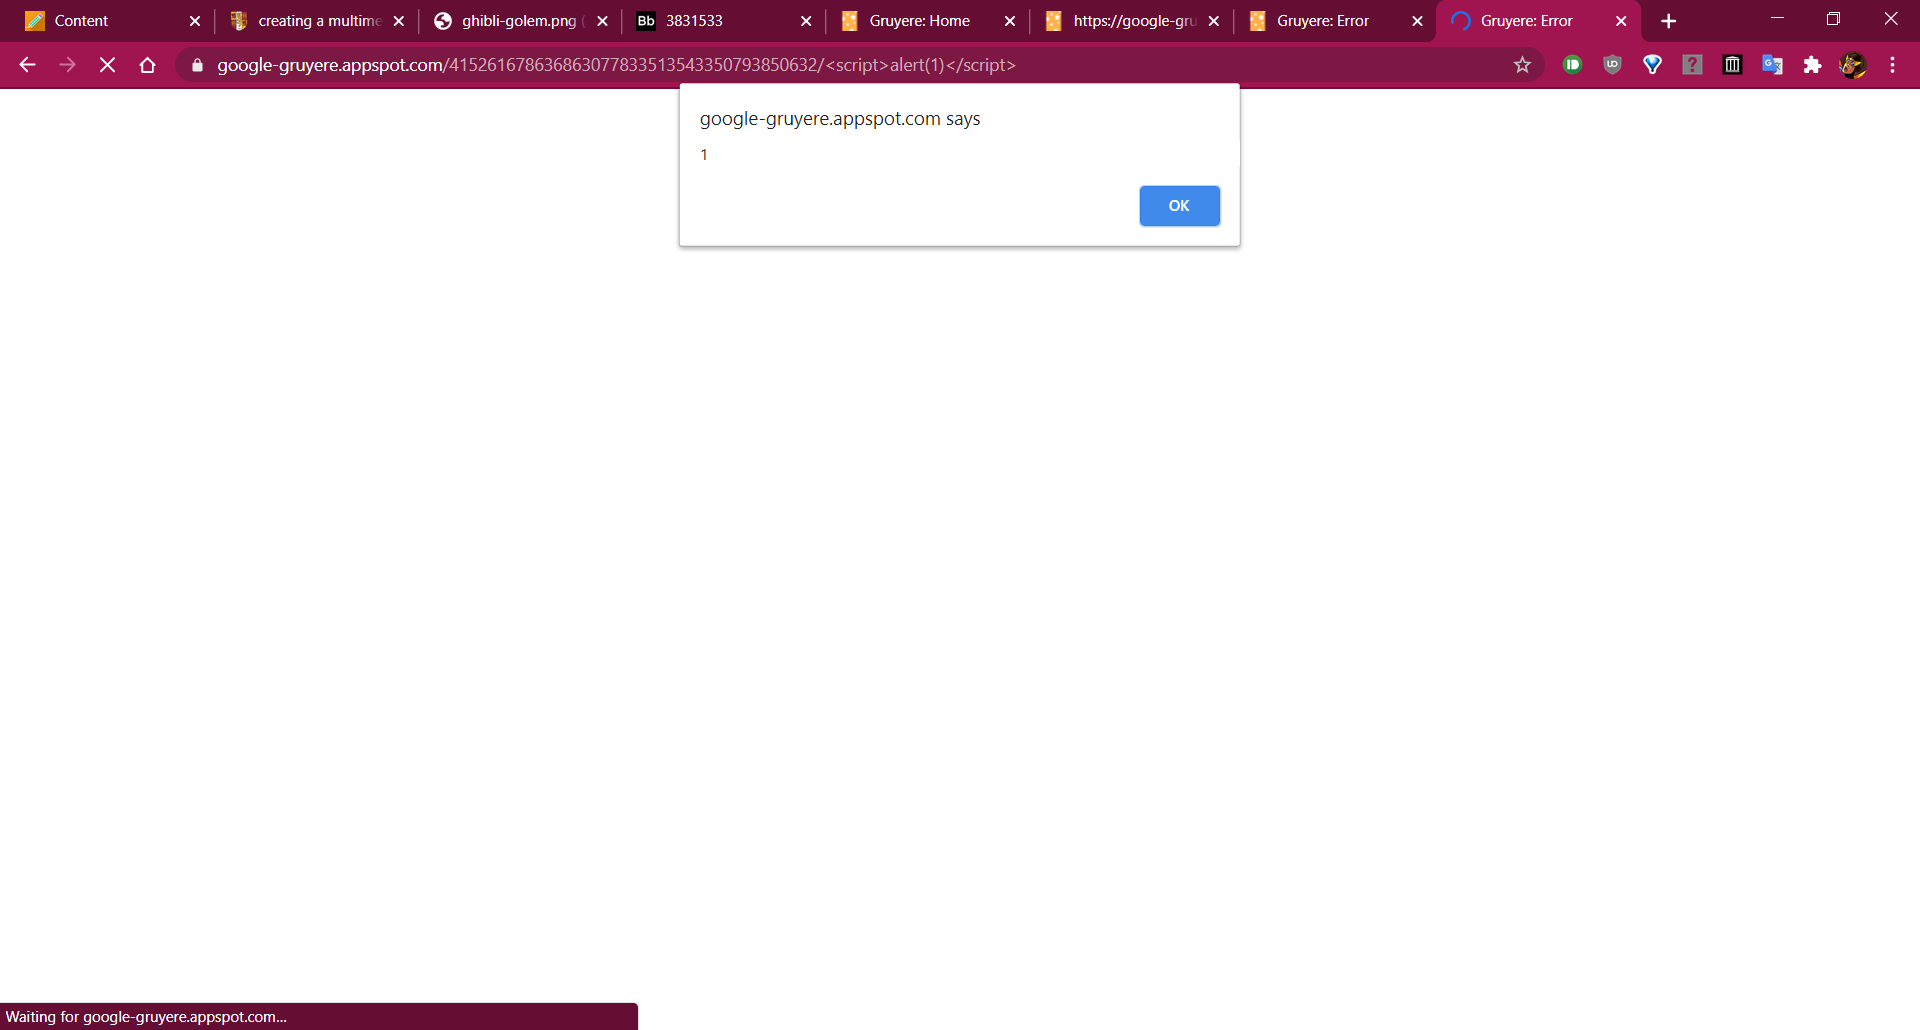 Content
creating a multime
ghibli-golem.png (
Bb 3831533
Gruyere: Home
https://google-gru
Gruyere: Error
Gruyere: Error
google-gruyere.appspot.com/415261678636863077833513543350793850632/<script>alert(1)</script>
google-gruyere.appspot.com says
1
OK
Waiting for google-gruyere.appspot.com...